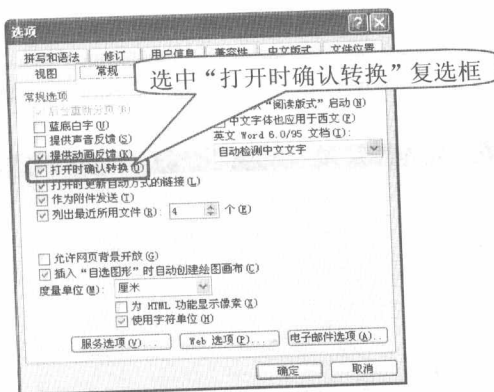 选项
拼写和语法 修订 用户信息 兼容性 中文版式 文件位置
视图 常规
选中“打开时确认转换”复选框
常规选项
“阅读版式”启动(N)
蓝底白字(U)
中文字体也应用于西文(F)
提供声音反馈(S)
英文 Word 6.0/95 文档(I):
提供动画反馈(K)
自动检测中文文字
打开时确认转换(O)
打开时更新自动方式的链接(L)
作为附件发送(T)
列出最近所用文件(R): 4 个(E)
允许网页背景开放(G)
插入“自选图形”时自动创建绘图画布(C)
度量单位(M): 厘米
为 HTML 功能显示像素(X)
使用字符单位(H)
服务选项(V)... Web 选项(P)... 电子邮件选项(A)..
确定 取消